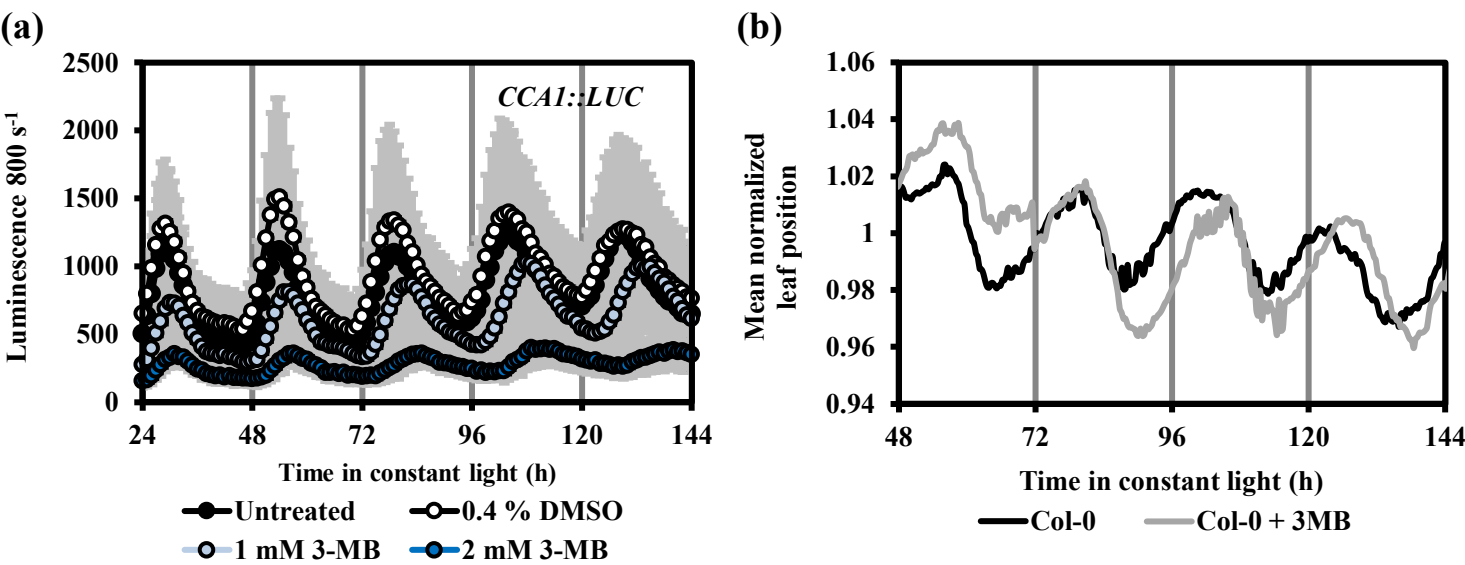 (a)
2500
2000
1500
1000
500
0
Luminescence 800 s-1
CCA1::LUC
24 48 72 96 120 144
Time in constant light (h)
Untreated 0.4 % DMSO
1 mM 3-MB 2 mM 3-MB
(b)
1.06
1.04
1.02
1
0.98
0.96
0.94
Mean normalized
leaf position
48 72 96 120 144
Time in constant light (h)
Col-0 Col-0 + 3MB